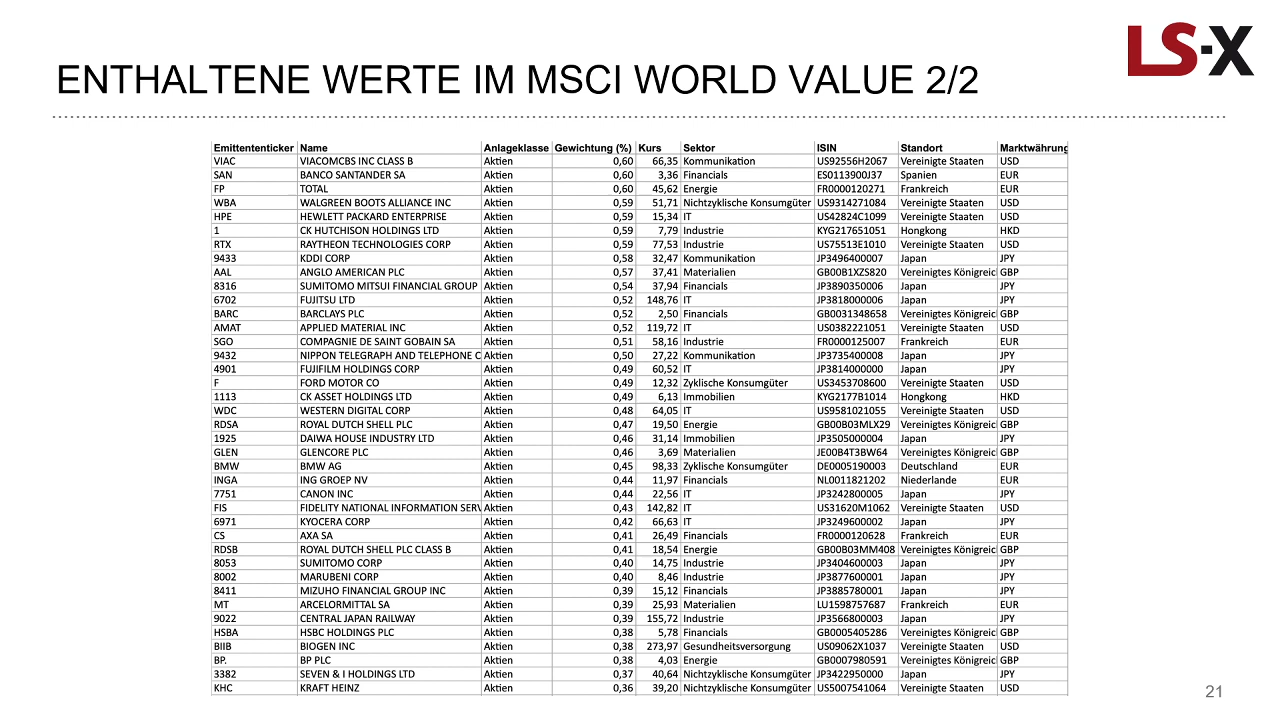 LS-X
ENTHALTENE WERTE IM MSCI WORLD VALUE 2/2
Emittententicker Name Anlageklasse Gewichtung (%) Kurs Sektor ISIN Standort Marktwährung
VIAC VIACOMCBS INC CLASS B Aktien 0,60 66,35 Kommunikation US92556H2067 Vereinigte Staaten USD
SAN BANCO SANTANDER SA Aktien 0,60 3,36 Financials ES0113900J37 Spanien EUR
FP TOTAL Aktien 0,60 45,62 Energie FR0000120271 Frankreich EUR
WBA WALGREEN BOOTS ALLIANCE INC Aktien 0,59 51,71 Nichtzyklische Konsumgüter US9314271084 Vereinigte Staaten USD
HPE HEWLETT PACKARD ENTERPRISE Aktien 0,59 15,34 IT US42824C1099 Vereinigte Staaten USD
1 CK HUTCHISON HOLDINGS LTD Aktien 0,59 7,79 Industrie KYG217651051 Hongkong HKD
RTX RAYTHEON TECHNOLOGIES CORP Aktien 0,59 77,53 Industrie US75513E1010 Vereinigte Staaten USD
9433 KDDI CORP Aktien 0,58 32,47 Kommunikation JP3496400007 Japan JPY
AAL ANGLO AMERICAN PLC Aktien 0,57 37,41 Materialien GB00B1XZS820 Vereinigtes Königreic GBP
8316 SUMITOMO MITSUI FINANCIAL GROUP Aktien 0,54 37,94 Financials JP3890350006 Japan JPY
6702 FUJITSU LTD Aktien 0,52 148,76 IT JP3818000006 Japan JPY
BARC BARCLAYS PLC Aktien 0,52 2,50 Financials GB0031348658 Vereinigtes Königreic GBP
AMAT APPLIED MATERIAL INC Aktien 0,52 119,72 IT US0382221051 Vereinigte Staaten USD
SGO COMPAGNIE DE SAINT GOBAIN SA Aktien 0,51 58,16 Industrie FR0000125007 Frankreich EUR
9432 NIPPON TELEGRAPH AND TELEPHONE C Aktien 0,50 27,22 Kommunikation JP3735400008 Japan JPY
4901 FUJIFILM HOLDINGS CORP Aktien 0,49 60,52 IT JP3814000000 Japan JPY
F FORD MOTOR CO Aktien 0,49 12,32 Zyklische Konsumgüter US3453708600 Vereinigte Staaten USD
1113 CK ASSET HOLDINGS LTD Aktien 0,49 6,13 Immobilien KYG2177B1014 Hongkong HKD
WDC WESTERN DIGITAL CORP Aktien 0,48 64,05 IT US9581021055 Vereinigte Staaten USD
RDSA ROYAL DUTCH SHELL PLC Aktien 0,47 19,50 Energie GB00B03MLX29 Vereinigtes Königreic GBP
1925 DAIWA HOUSE INDUSTRY LTD Aktien 0,46 31,14 Immobilien JP3505000004 Japan JPY
GLEN GLENCORE PLC Aktien 0,46 3,69 Materialien JE00B4T3BW64 Vereinigtes Königreic GBP
BMW BMW AG Aktien 0,45 98,33 Zyklische Konsumgüter DE0005190003 Deutschland EUR
INGA ING GROEP NV Aktien 0,44 11,97 Financials NL0011821202 Niederlande EUR
7751 CANON INC Aktien 0,44 22,56 IT JP3242800005 Japan JPY
FIS FIDELITY NATIONAL INFORMATION SERV Aktien 0,43 142,82 IT US31620M1062 Vereinigte Staaten USD
6971 KYOCERA CORP Aktien 0,42 66,63 IT JP3249600002 Japan JPY
CS AXA SA Aktien 0,41 26,49 Financials FR0000120628 Frankreich EUR
RDSB ROYAL DUTCH SHELL PLC CLASS B Aktien 0,41 18,54 Energie GB00B03MM408 Vereinigtes Königreic GBP
8053 SUMITOMO CORP Aktien 0,40 14,75 Industrie JP3404600003 Japan JPY
8002 MARUBENI CORP Aktien 0,40 8,46 Industrie JP3877600001 Japan JPY
8411 MIZUHO FINANCIAL GROUP INC Aktien 0,39 15,12 Financials JP3885780001 Japan JPY
MT ARCELORMITTAL SA Aktien 0,39 25,93 Materialien LU1598757687 Frankreich EUR
9022 CENTRAL JAPAN RAILWAY Aktien 0,39 155,72 Industrie JP3566800003 Japan JPY
HSBA HSBC HOLDINGS PLC Aktien 0,38 5,78 Financials GB0005405286 Vereinigtes Königreic GBP
BIIB BIOGEN INC Aktien 0,38 273,97 Gesundheitsversorgung US09062X1037 Vereinigte Staaten USD
BP. BP PLC Aktien 0,38 4,03 Energie GB0007980591 Vereinigtes Königreic GBP
3382 SEVEN & I HOLDINGS LTD Aktien 0,37 40,64 Nichtzyklische Konsumgüter JP3422950000 Japan JPY
KHC KRAFT HEINZ Aktien 0,36 39,20 Nichtzyklische Konsumgüter US5007541064 Vereinigte Staaten USD
21